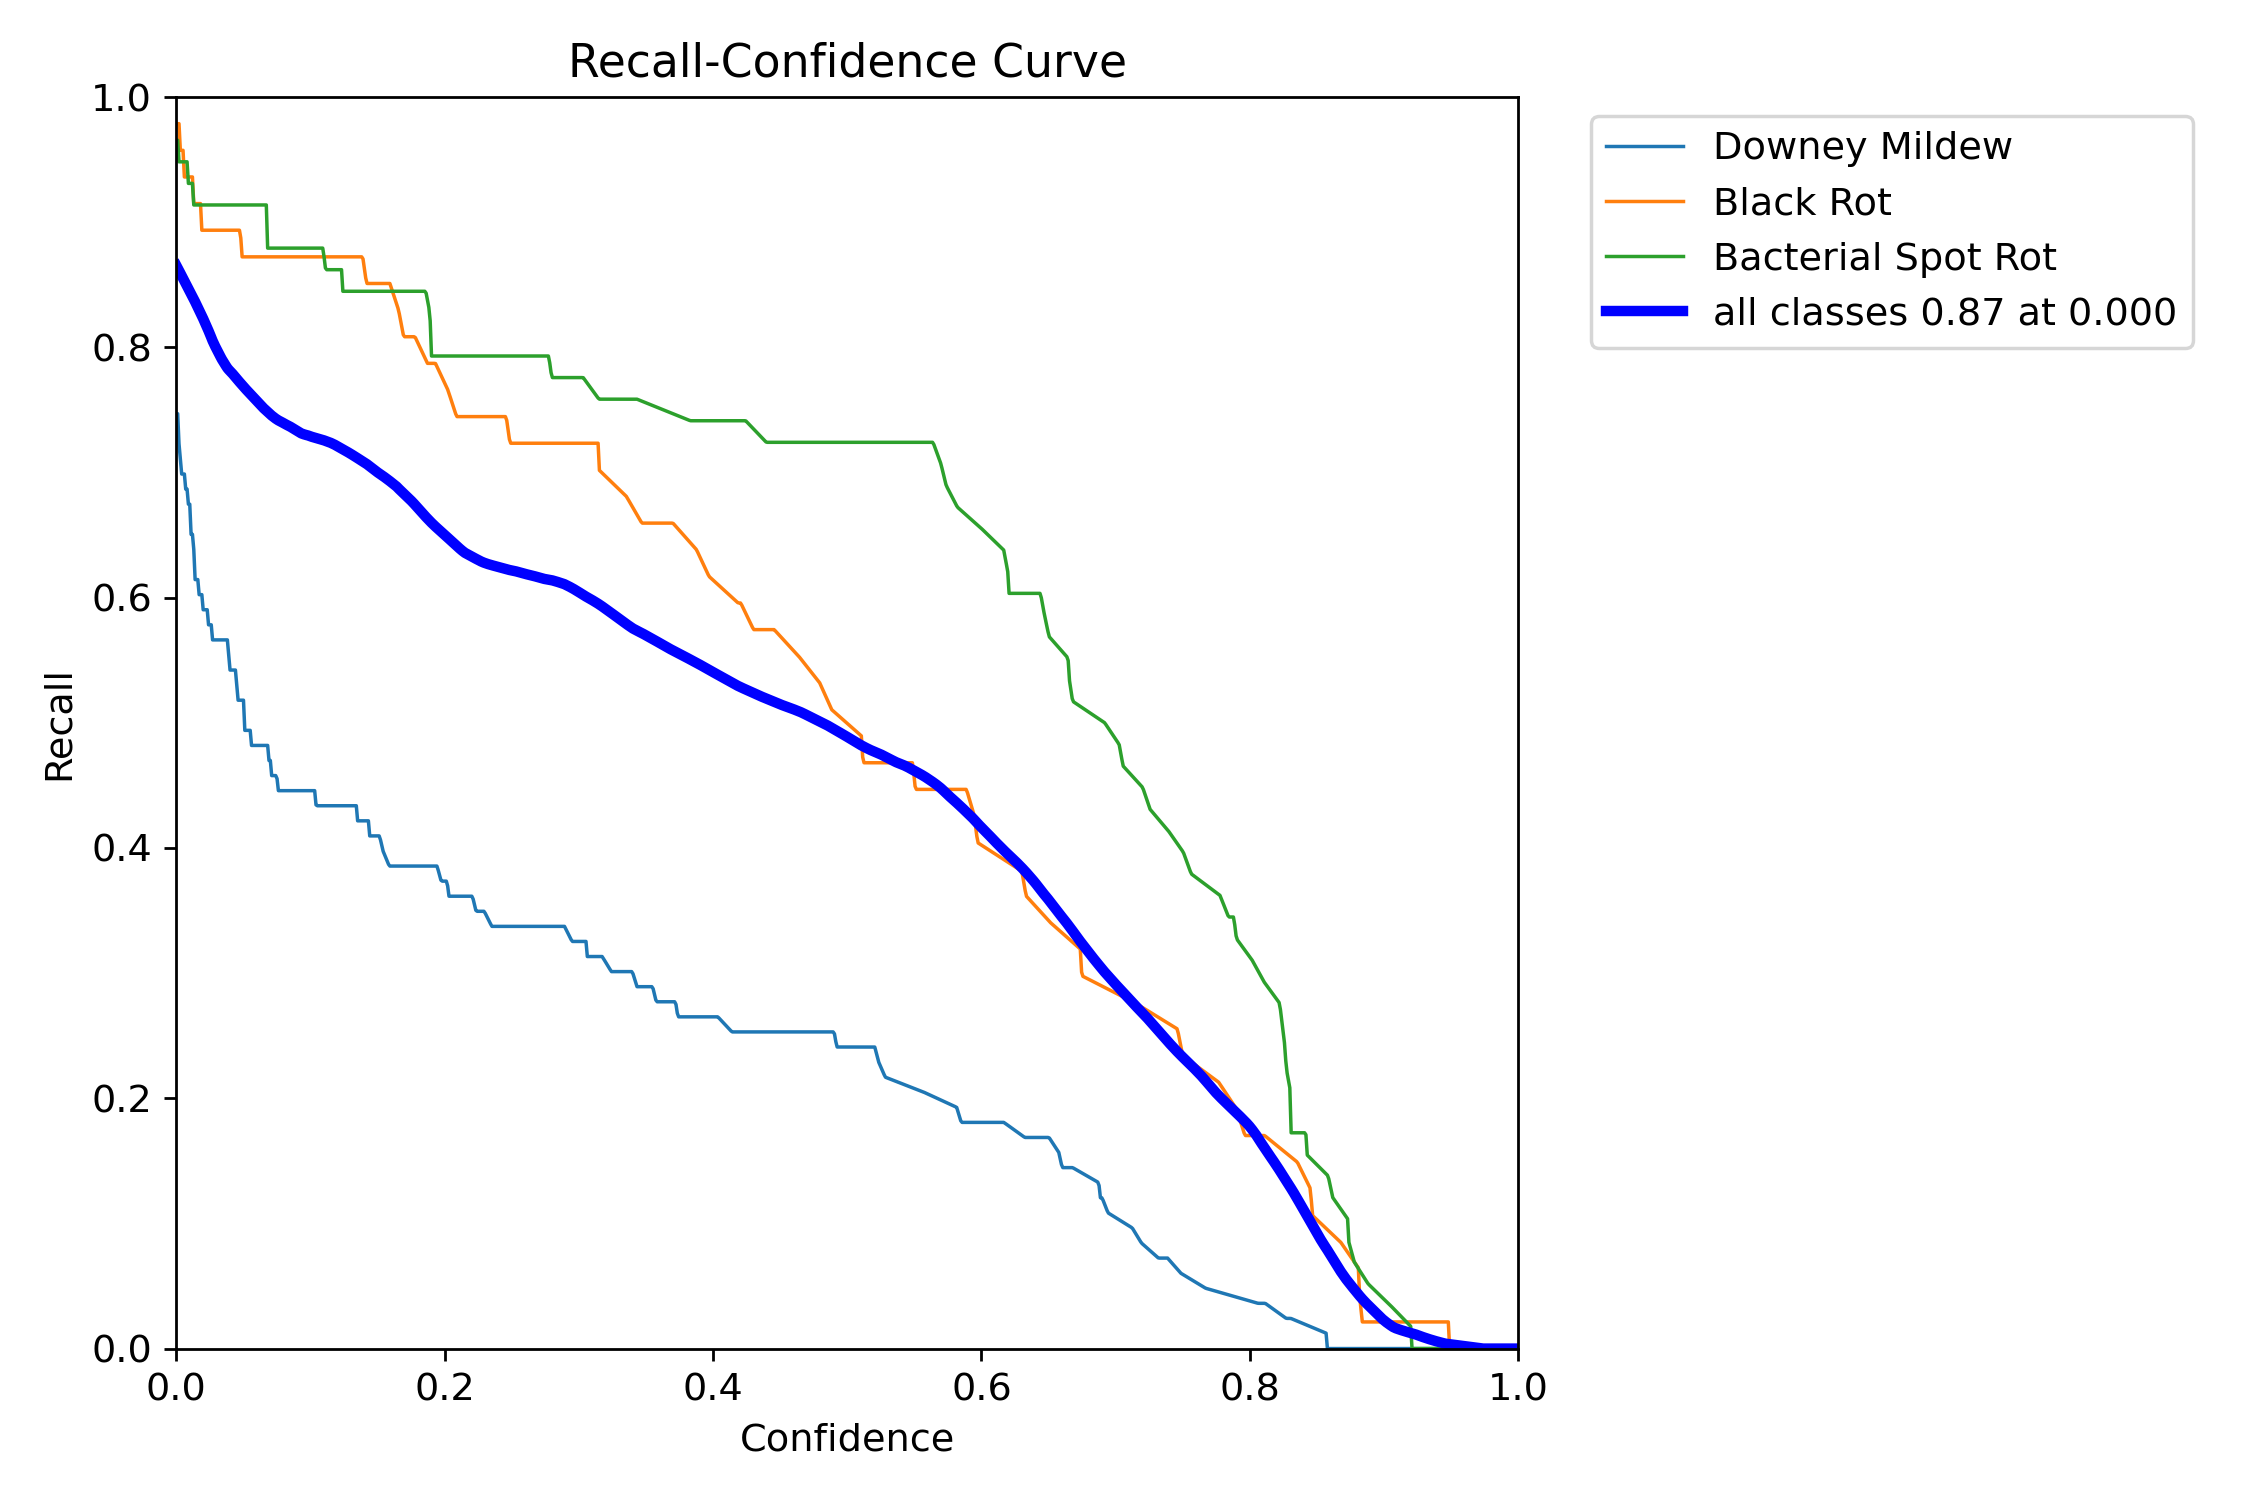 Recall-Confidence Curve
1.0
0.8
0.6
0.4
0.2
0.0
Recall
0.0 0.2 0.4 0.6 0.8 1.0
Confidence
Downey Mildew
Black Rot
Bacterial Spot Rot
all classes 0.87 at 0.000